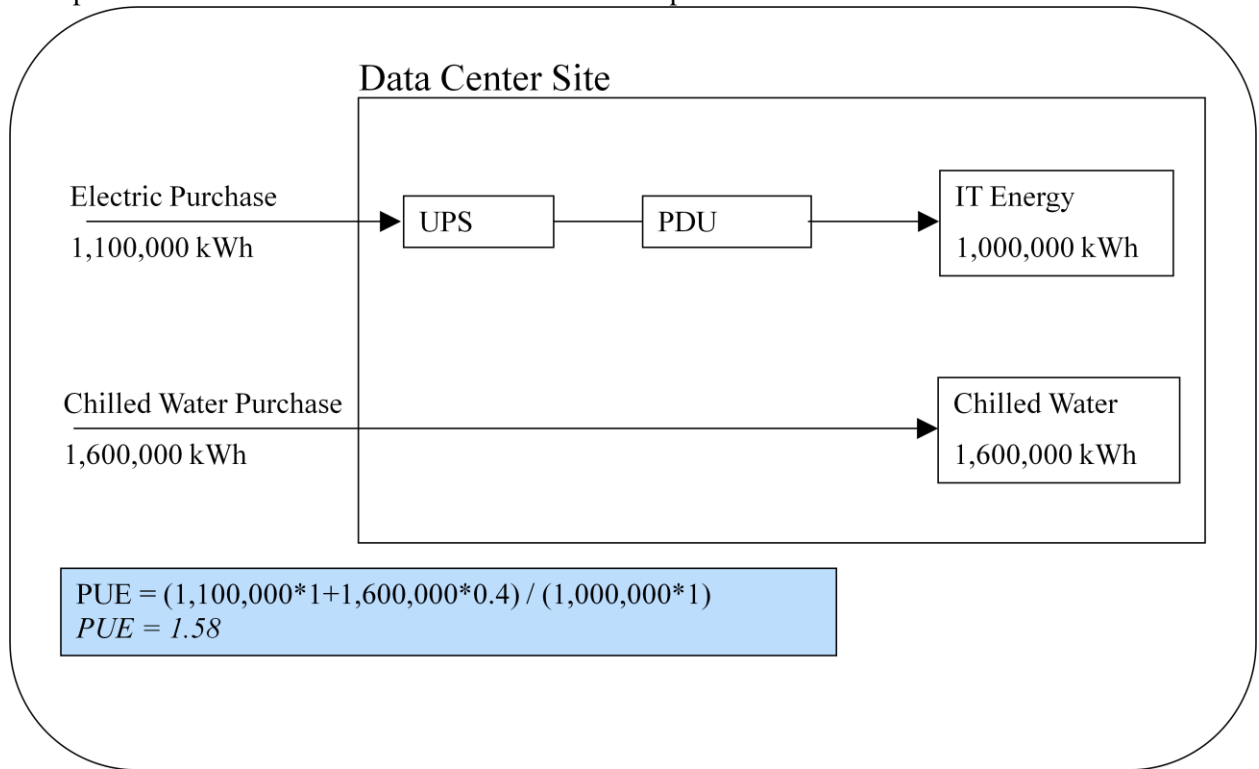 Data Center Site
Electric Purchase
1,100,000 kWh
UPS
PDU
IT Energy
1,000,000 kWh
Chilled Water Purchase
1,600,000 kWh
Chilled Water
1,600,000 kWh
PUE = (1,100,000*1+1,600,000*0.4) / (1,000,000*1)
PUE = 1.58